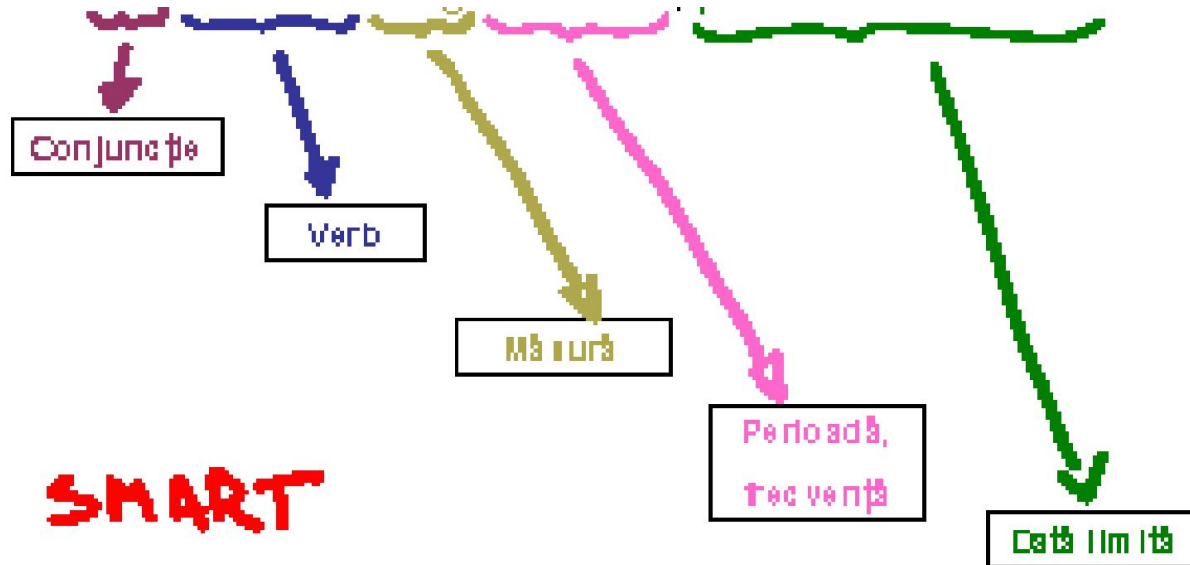 Conjuncție
Verb
Măsură
Perioadă,
frecvență
Dată limită
SMART